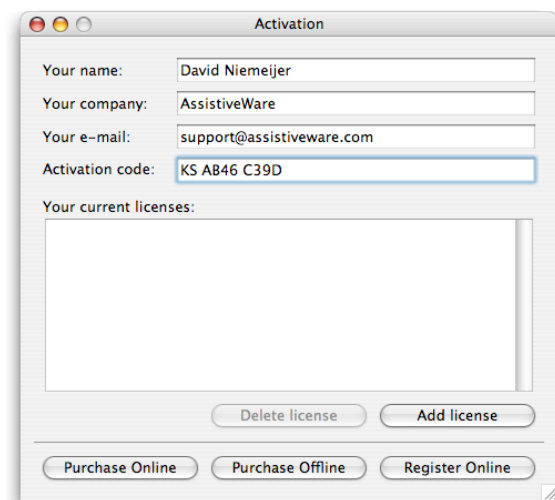 Activation
Your name: David Niemeijer
Your company: AssistiveWare
Your e-mail: support@assistiveware.com
Activation code: KS AB46 C39D
Your current licenses:
Delete license Add license
Purchase Online Purchase Offline Register Online